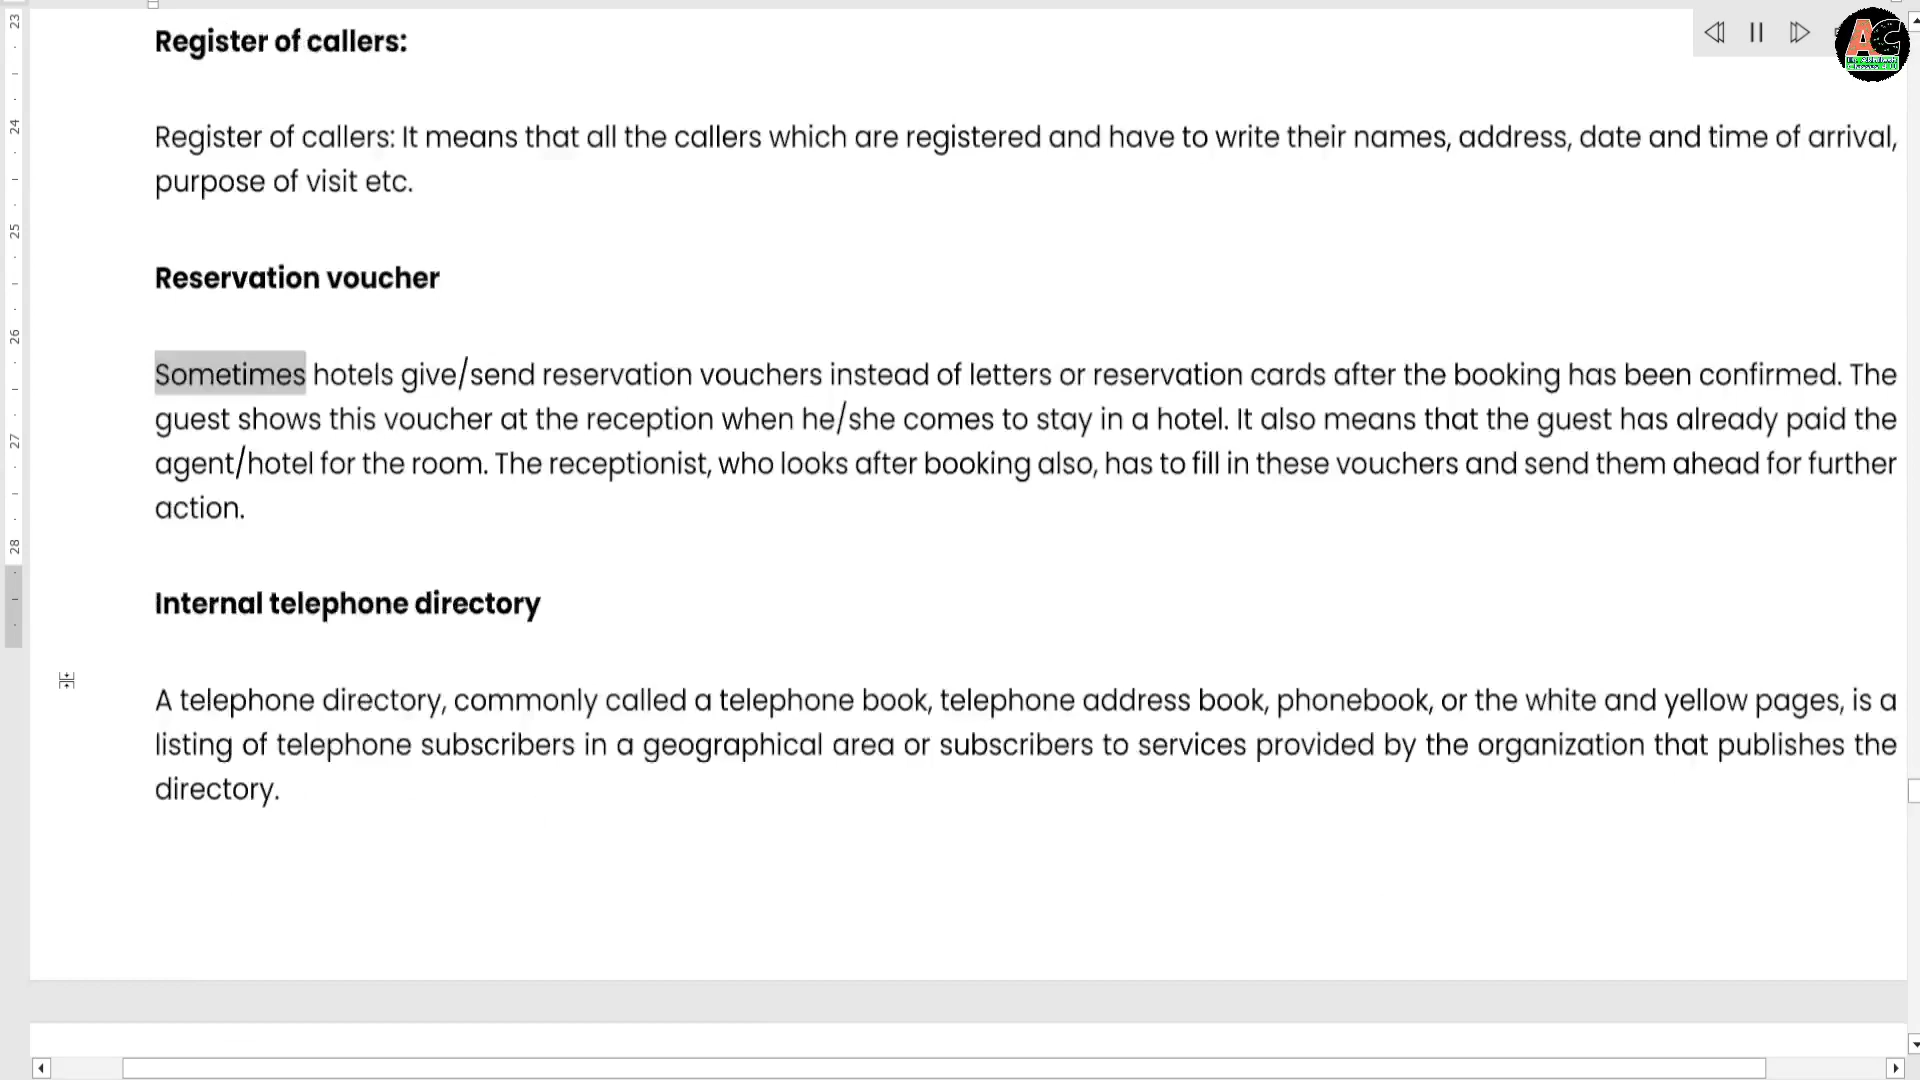 23
Register of callers:
AC
24
Register of callers: It means that all the callers which are registered and have to write their names, address, date and time of arrival,
purpose of visit etc.
25
Reservation voucher
26
Sometimes hotels give/send reservation vouchers instead of letters or reservation cards after the booking has been confirmed. The
guest shows this voucher at the reception when he/she comes to stay in a hotel. It also means that the guest has already paid the
27
agent/hotel for the room. The receptionist, who looks after booking also, has to fill in these vouchers and send them ahead for further
action.
28
Internal telephone directory
A telephone directory, commonly called a telephone book, telephone address book, phonebook, or the white and yellow pages, is a
listing of telephone subscribers in a geographical area or subscribers to services provided by the organization that publishes the
directory.